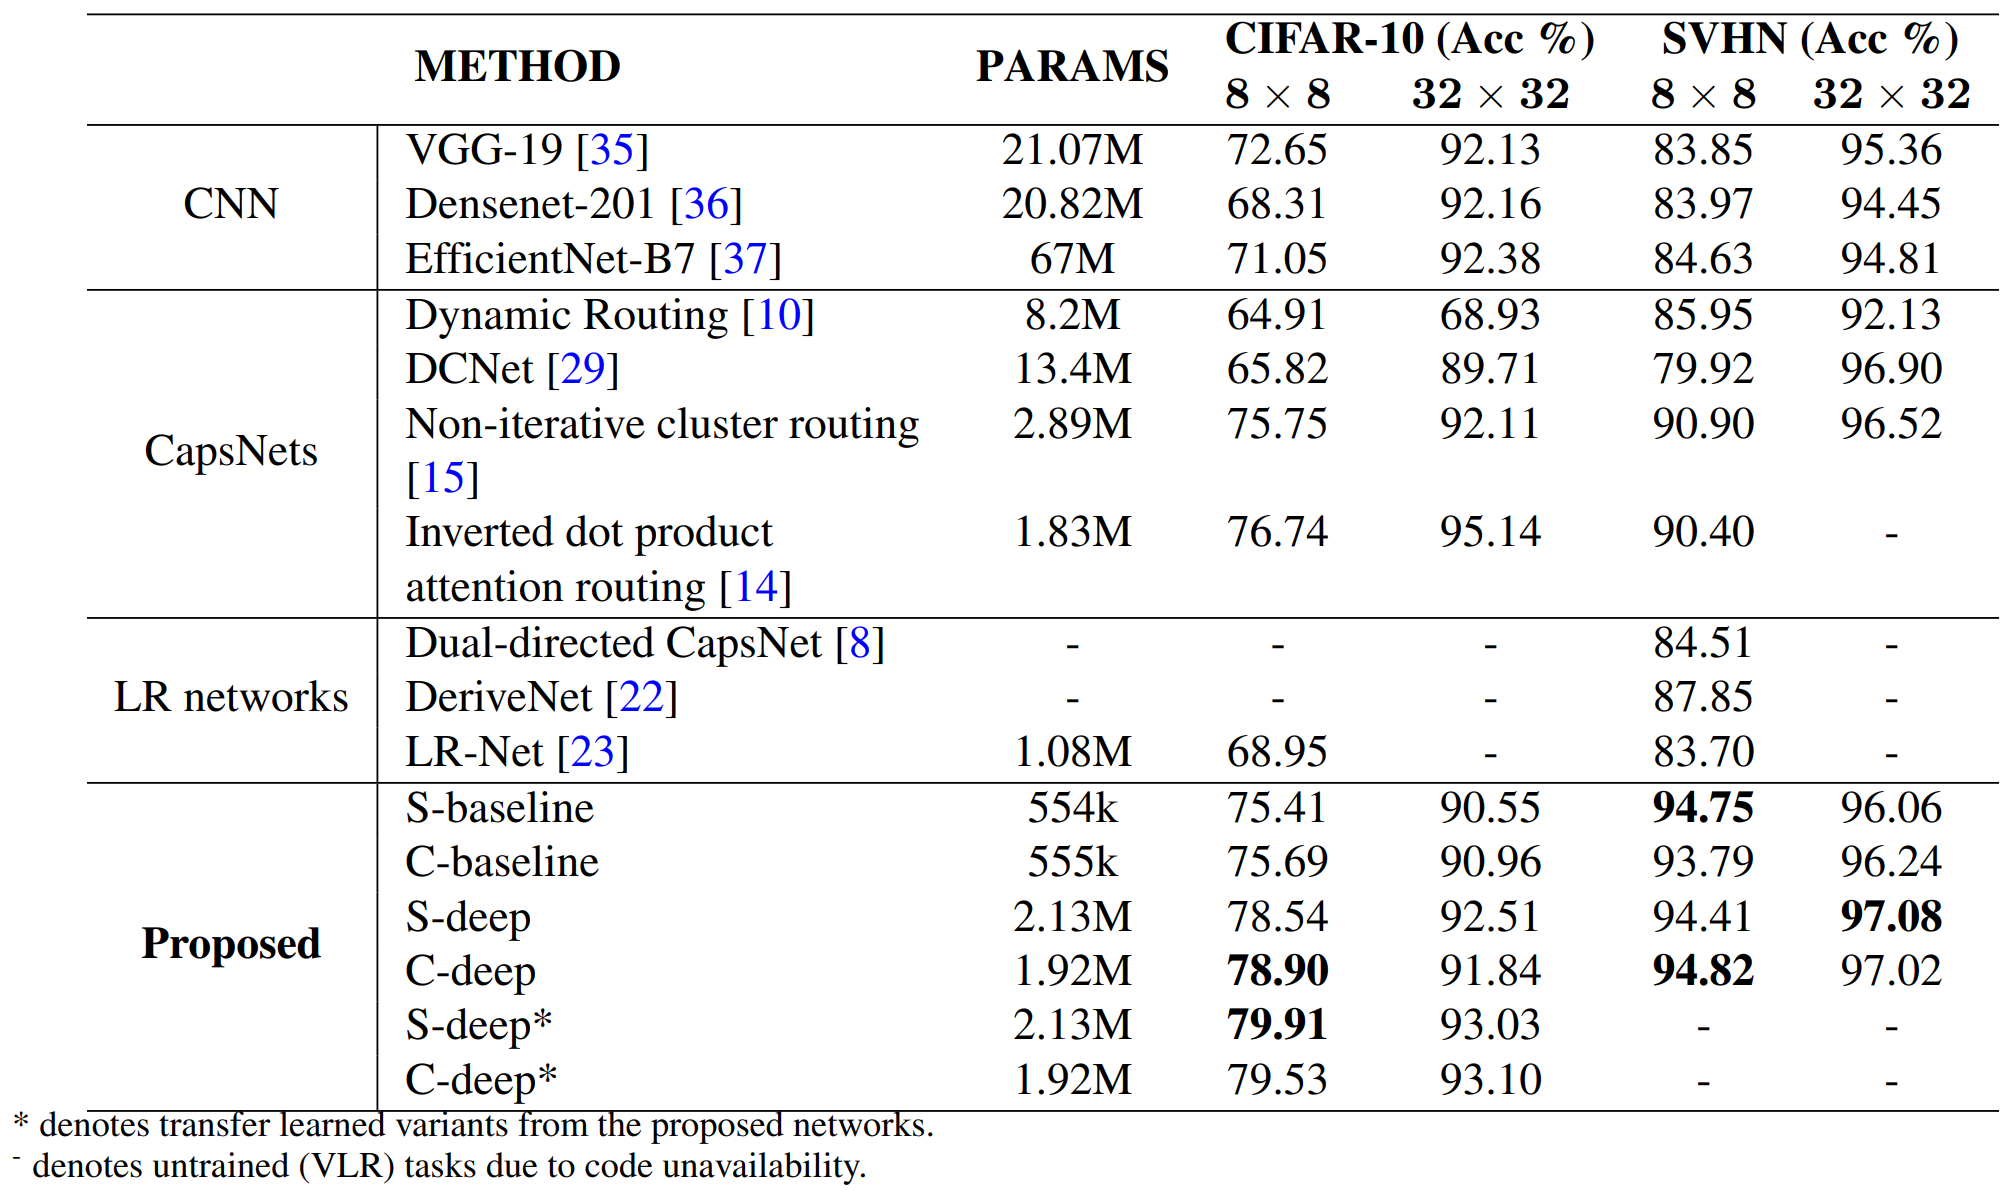 METHOD PARAMS CIFAR-10 (Acc %) SVHN (Acc %)
8 × 8 32 × 32 8 × 8 32 × 32
CNN
VGG-19 [35] 21.07M 72.65 92.13 83.85 95.36
Densenet-201 [36] 20.82M 68.31 92.16 83.97 94.45
EfficientNet-B7 [37] 67M 71.05 92.38 84.63 94.81
CapsNets
Dynamic Routing [10] 8.2M 64.91 68.93 85.95 92.13
DCNet [29] 13.4M 65.82 89.71 79.92 96.90
Non-iterative cluster routing 2.89M 75.75 92.11 90.90 96.52
[15]
Inverted dot product 1.83M 76.74 95.14 90.40 -
attention routing [14]
LR networks
Dual-directed CapsNet [8] - - - 84.51 -
DeriveNet [22] - - - 87.85 -
LR-Net [23] 1.08M 68.95 - 83.70 -
Proposed
S-baseline 554k 75.41 90.55 94.75 96.06
C-baseline 555k 75.69 90.96 93.79 96.24
S-deep 2.13M 78.54 92.51 94.41 97.08
C-deep 1.92M 78.90 91.84 94.82 97.02
S-deep* 2.13M 79.91 93.03 - -
C-deep* 1.92M 79.53 93.10 - -
* denotes transfer learned variants from the proposed networks.
- denotes untrained (VLR) tasks due to code unavailability.